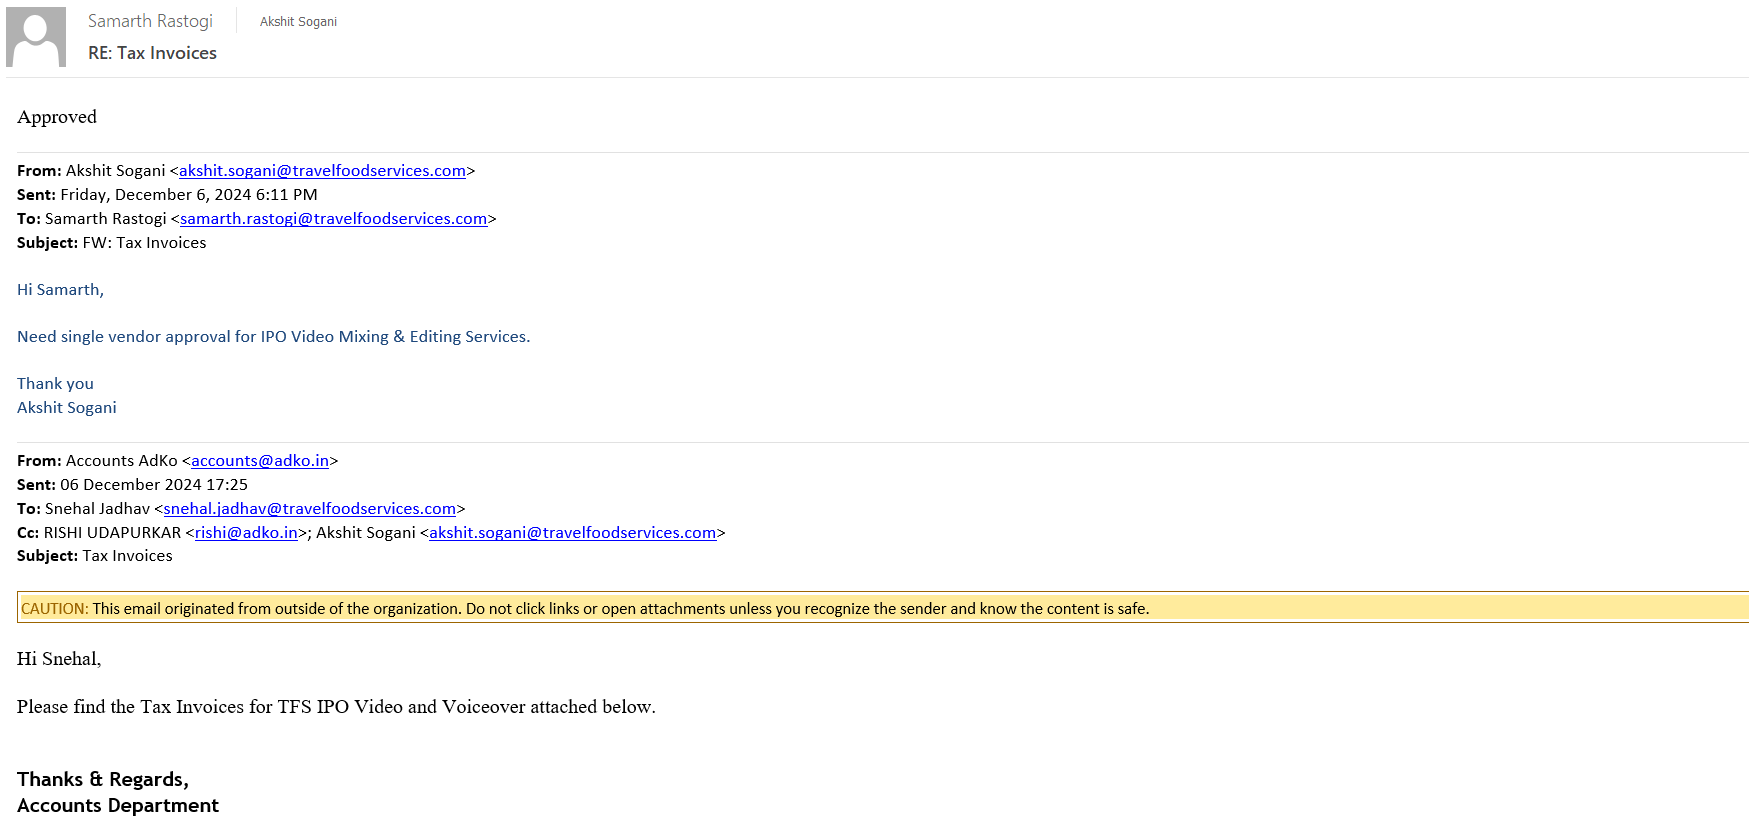 Samarth Rastogi Akshit Sogani
RE: Tax Invoices
Approved
From: Akshit Sogani <akshit.sogani@travelfoodservices.com>
Sent: Friday, December 6, 2024 6:11 PM
To: Samarth Rastogi <samarth.rastogi@travelfoodservices.com>
Subject: FW: Tax Invoices
Hi Samarth,
Need single vendor approval for IPO Video Mixing & Editing Services.
Thank you
Akshit Sogani
From: Accounts AdKo <accounts@adko.in>
Sent: 06 December 2024 17:25
To: Snehal Jadhav <snehal.jadhav@travelfoodservices.com>
Cc: RISHI UDAPURKAR <rishi@adko.in>; Akshit Sogani <akshit.sogani@travelfoodservices.com>
Subject: Tax Invoices
CAUTION: This email originated from outside of the organization. Do not click links or open attachments unless you recognize the sender and know the content is safe.
Hi Snehal,
Please find the Tax Invoices for TFS IPO Video and Voiceover attached below.
Thanks & Regards,
Accounts Department